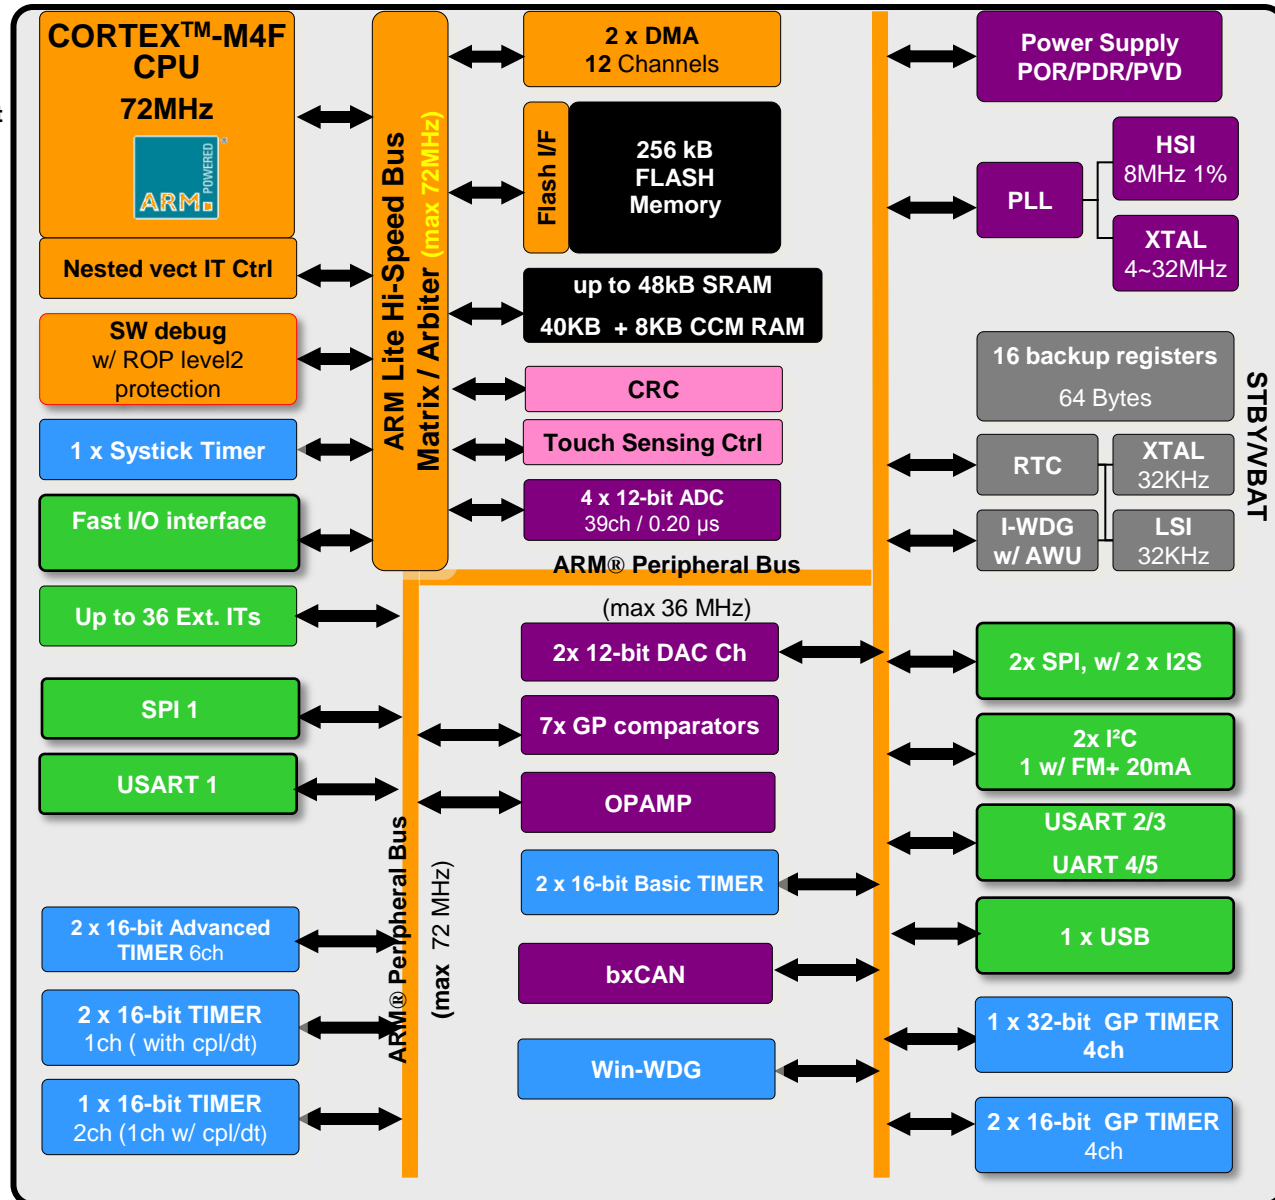 CORTEX™-M4F
CPU
72MHz
ARM POWERED
Nested vect IT Ctrl
SW debug
w/ ROP level2
protection
1 x Systick Timer
Fast I/O interface
Up to 36 Ext. ITs
SPI 1
USART 1
2 x 16-bit Advanced
TIMER 6ch
2 x 16-bit TIMER
1ch ( with cpl/dt)
1 x 16-bit TIMER
2ch (1ch w/ cpl/dt)
ARM Lite Hi-Speed Bus
Matrix / Arbiter (max 72MHz)
ARM® Peripheral Bus
(max 72 MHz)
2 x DMA
12 Channels
Flash I/F
256 kB
FLASH
Memory
up to 48kB SRAM
40KB + 8KB CCM RAM
CRC
Touch Sensing Ctrl
4 x 12-bit ADC
39ch / 0.20 µs
ARM® Peripheral Bus
(max 36 MHz)
2x 12-bit DAC Ch
7x GP comparators
OPAMP
2 x 16-bit Basic TIMER
bxCAN
Win-WDG
Power Supply
POR/PDR/PVD
PLL
HSI
8MHz 1%
XTAL
4~32MHz
16 backup registers
64 Bytes
RTC
XTAL
32KHz
I-WDG
w/ AWU
LSI
32KHz
STBY/VBAT
2x SPI, w/ 2 x I2S
2x I²C
1 w/ FM+ 20mA
USART 2/3
UART 4/5
1 x USB
1 x 32-bit GP TIMER
4ch
2 x 16-bit GP TIMER
4ch